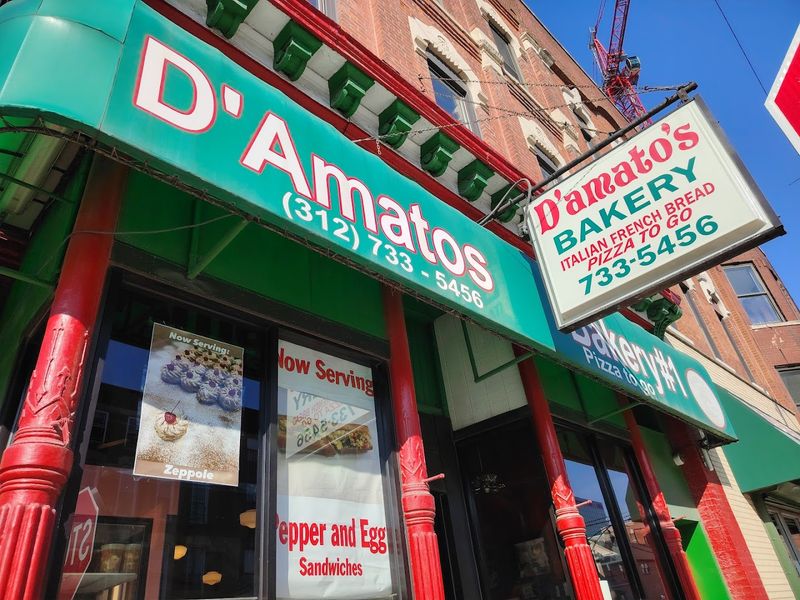 D'Amatos
(312) 733 - 5456
D'amato's
BAKERY
ITALIAN FRENCH BREAD
PIZZA TO GO
733-5456
Bakery#1
Pizza to go
Now Serving:
Zeppole
Now Serving
Pepper and Egg
Sandwiches